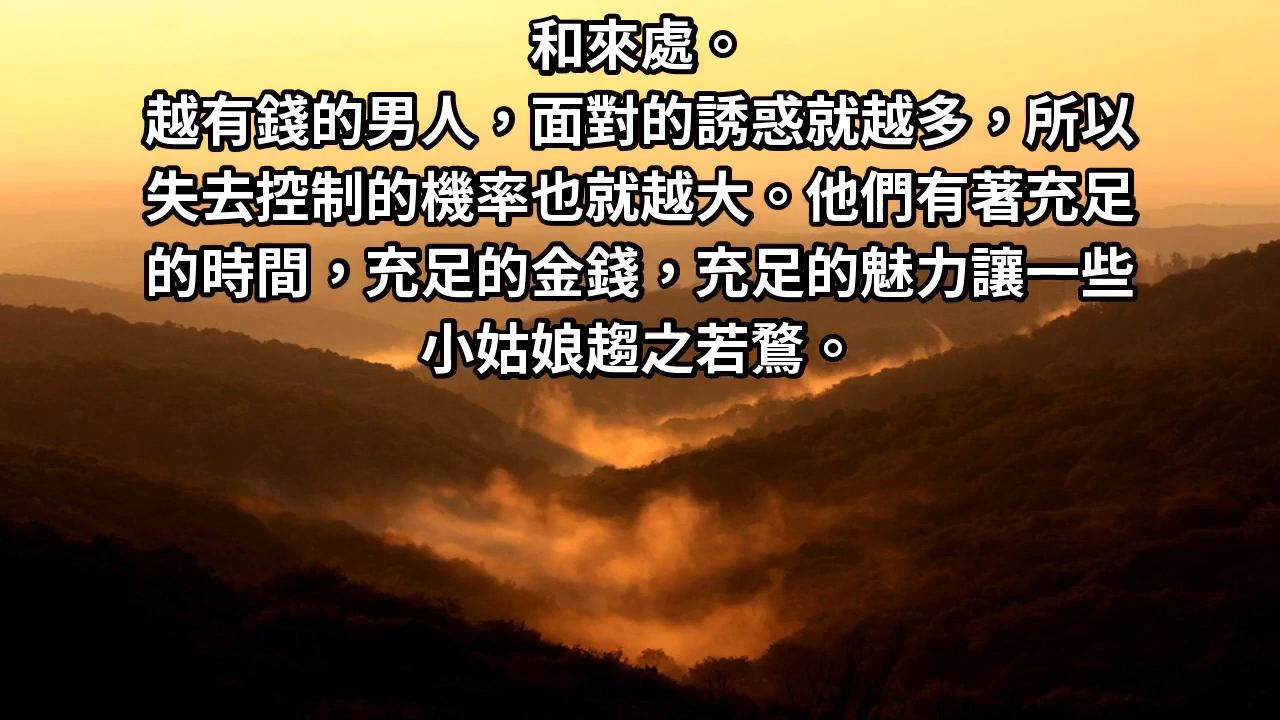 和來處。
越有錢的男人，面對的誘惑就越多，所以
失去控制的機率也就越大。他們有著充足
的時間，充足的金錢，充足的魅力讓一些
小姑娘趨之若鶩。